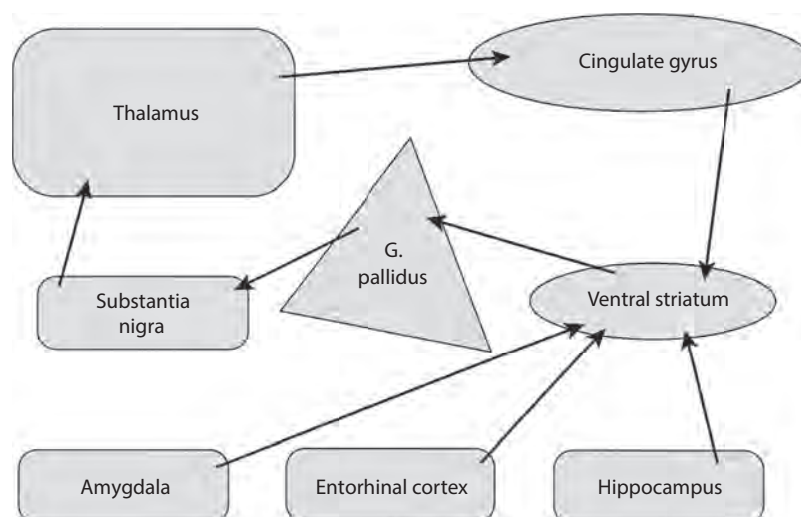 Cingulate gyrus
Thalamus
G.
pallidus
Substantia
nigra
Ventral striatum
Amygdala
Entorhinal cortex
Hippocampus